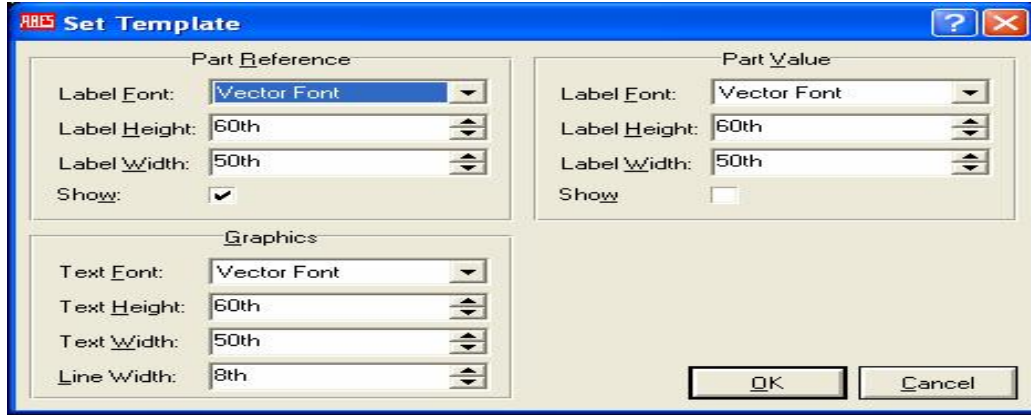 ARES Set Template
Part Reference
Label Font: Vector Font
Label Height: 60th
Label Width: 50th
Show:
Part Value
Label Font: Vector Font
Label Height: 60th
Label Width: 50th
Show
Graphics
Text Font: Vector Font
Text Height: 60th
Text Width: 50th
Line Width: 8th
OK Cancel